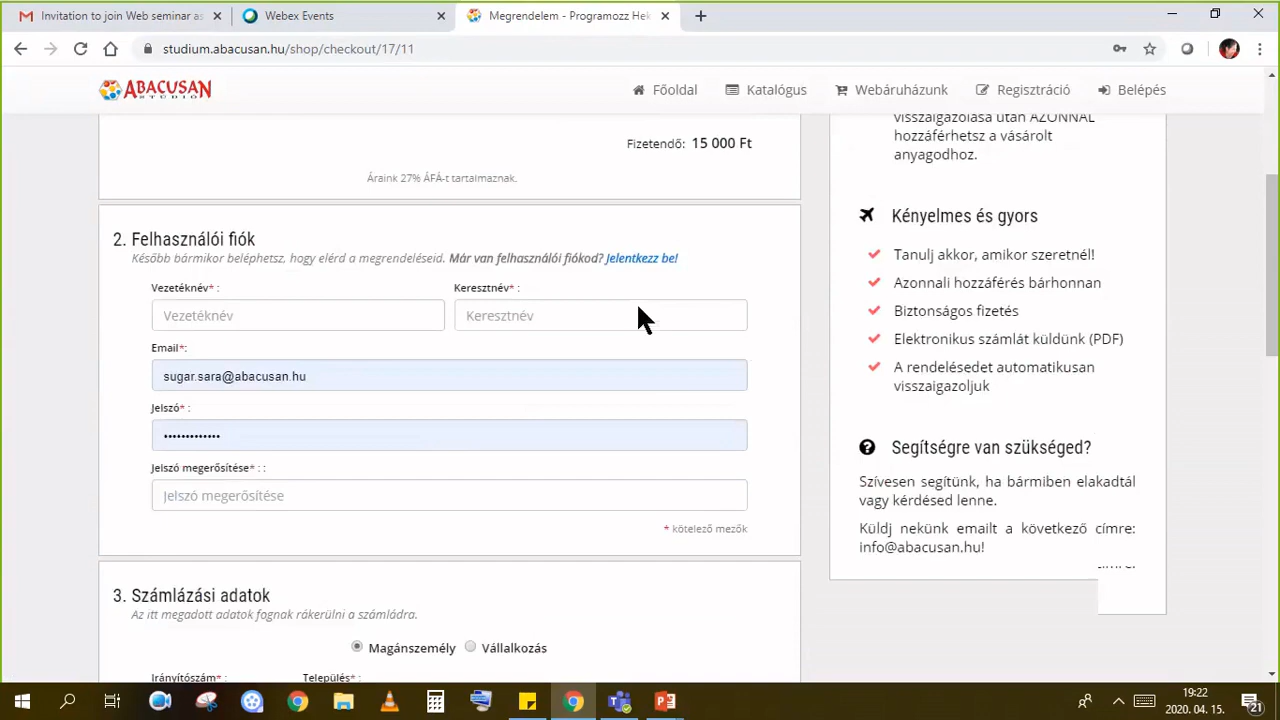 Invitation to join Web seminar as
Webex Events
Megrendelem - Programozz Hek
studium.abacusan.hu/shop/checkout/17/11
ABACUSAN
STUDIO
Főoldal
Katalógus
Webáruházunk
Regisztráció
Belépés
Fizetendő: 15 000 Ft
Áraink 27% ÁFÁ-t tartalmaznak.
2. Felhasználói fiók
Később bármikor beléphetsz, hogy elérd a megrendeléseid. Már van felhasználói fiókod? Jelentkezz be!
Vezetéknév* :
Keresztnév* :
Vezetéknév
Keresztnév
Email*:
sugar.sara@abacusan.hu
Jelszó* :
•••••••••••••
Jelszó megerősítése* : :
Jelszó megerősítése
* kötelező mezők
3. Számlázási adatok
Az itt megadott adatok fognak rákerülni a számládra.
Magánszemély
Vállalkozás
Irányítószám* :
Település* :
visszaigazolása után AZONNAL
hozzáférhetsz a vásárolt
anyagodhoz.
Kényelmes és gyors
Tanulj akkor, amikor szeretnél!
Azonnali hozzáférés bárhonnan
Biztonságos fizetés
Elektronikus számlát küldünk (PDF)
A rendelésedet automatikusan
visszaigazoljuk
Segítségre van szükséged?
Szívesen segítünk, ha bármiben elakadtál
vagy kérdésed lenne.
Küldj nekünk emailt a következő címre:
info@abacusan.hu!
19:22
2020. 04. 15.
21